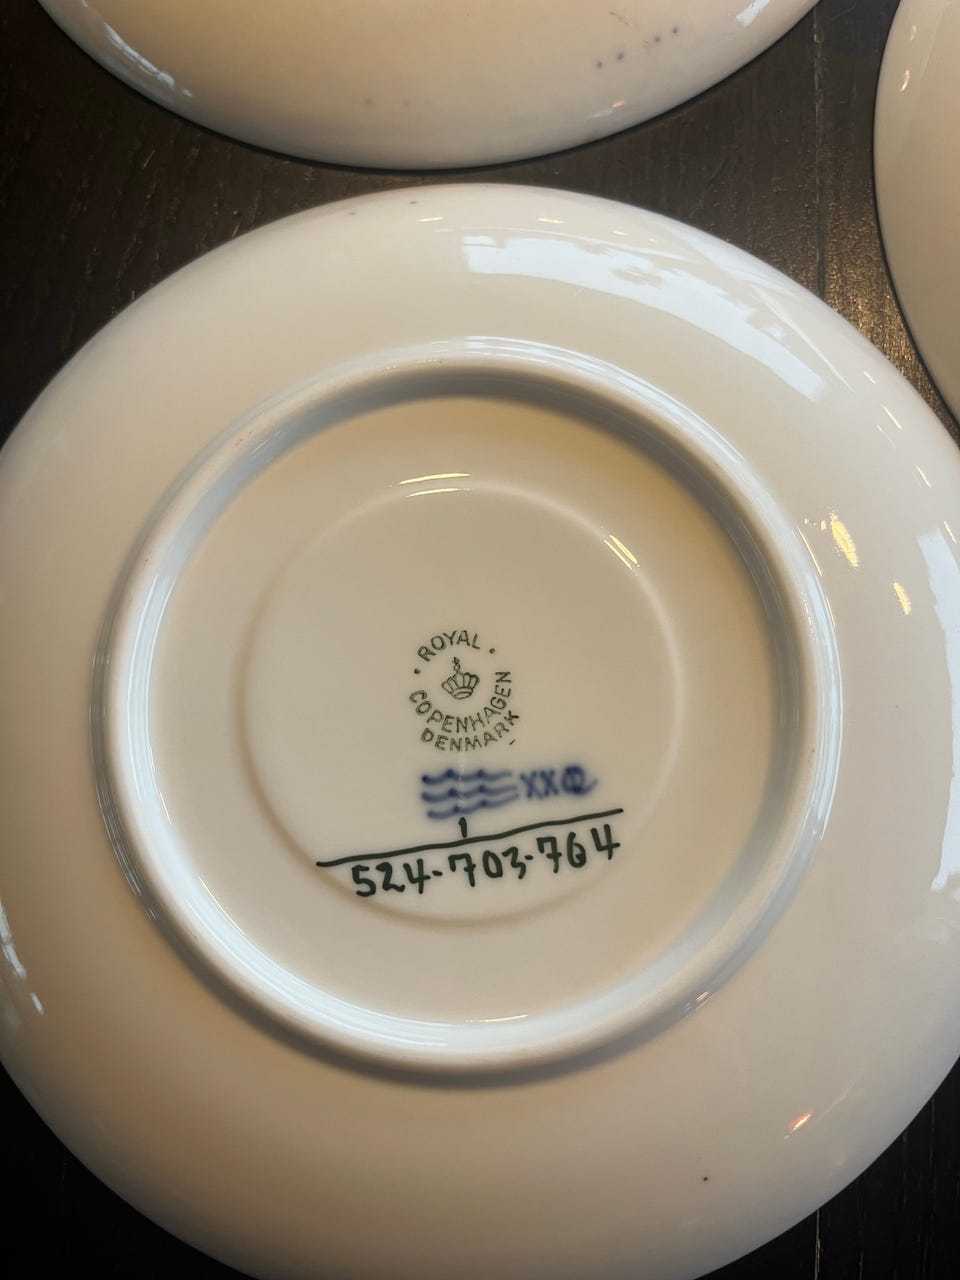 ROYAL
COPENHAGEN
DENMARK
XX
1
524-703-764